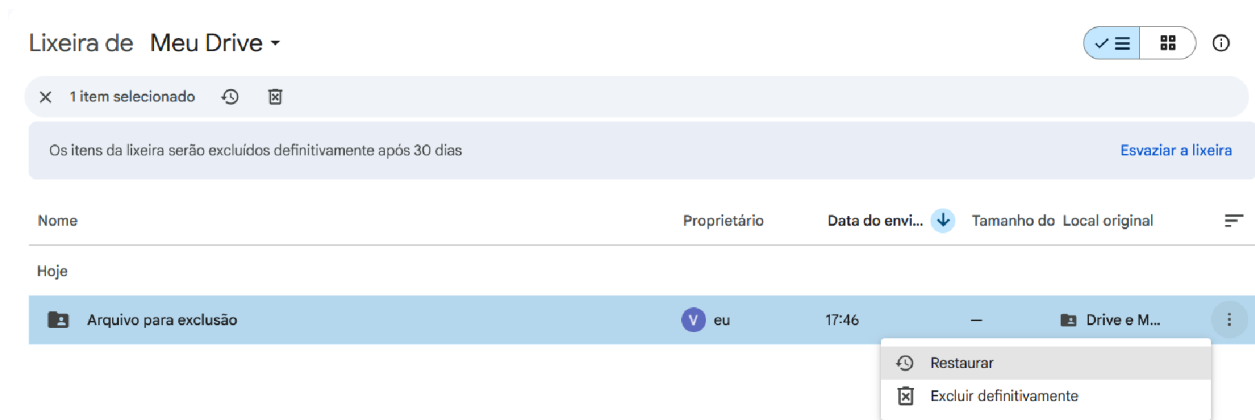 Lixeira de Meu Drive
1 item selecionado
Os itens da lixeira serão excluídos definitivamente após 30 dias Esvaziar a lixeira
Nome Proprietário Data do envi... Tamanho do Local original
Hoje
Arquivo para exclusão V eu 17:46 — Drive e M...
Restaurar
Excluir definitivamente